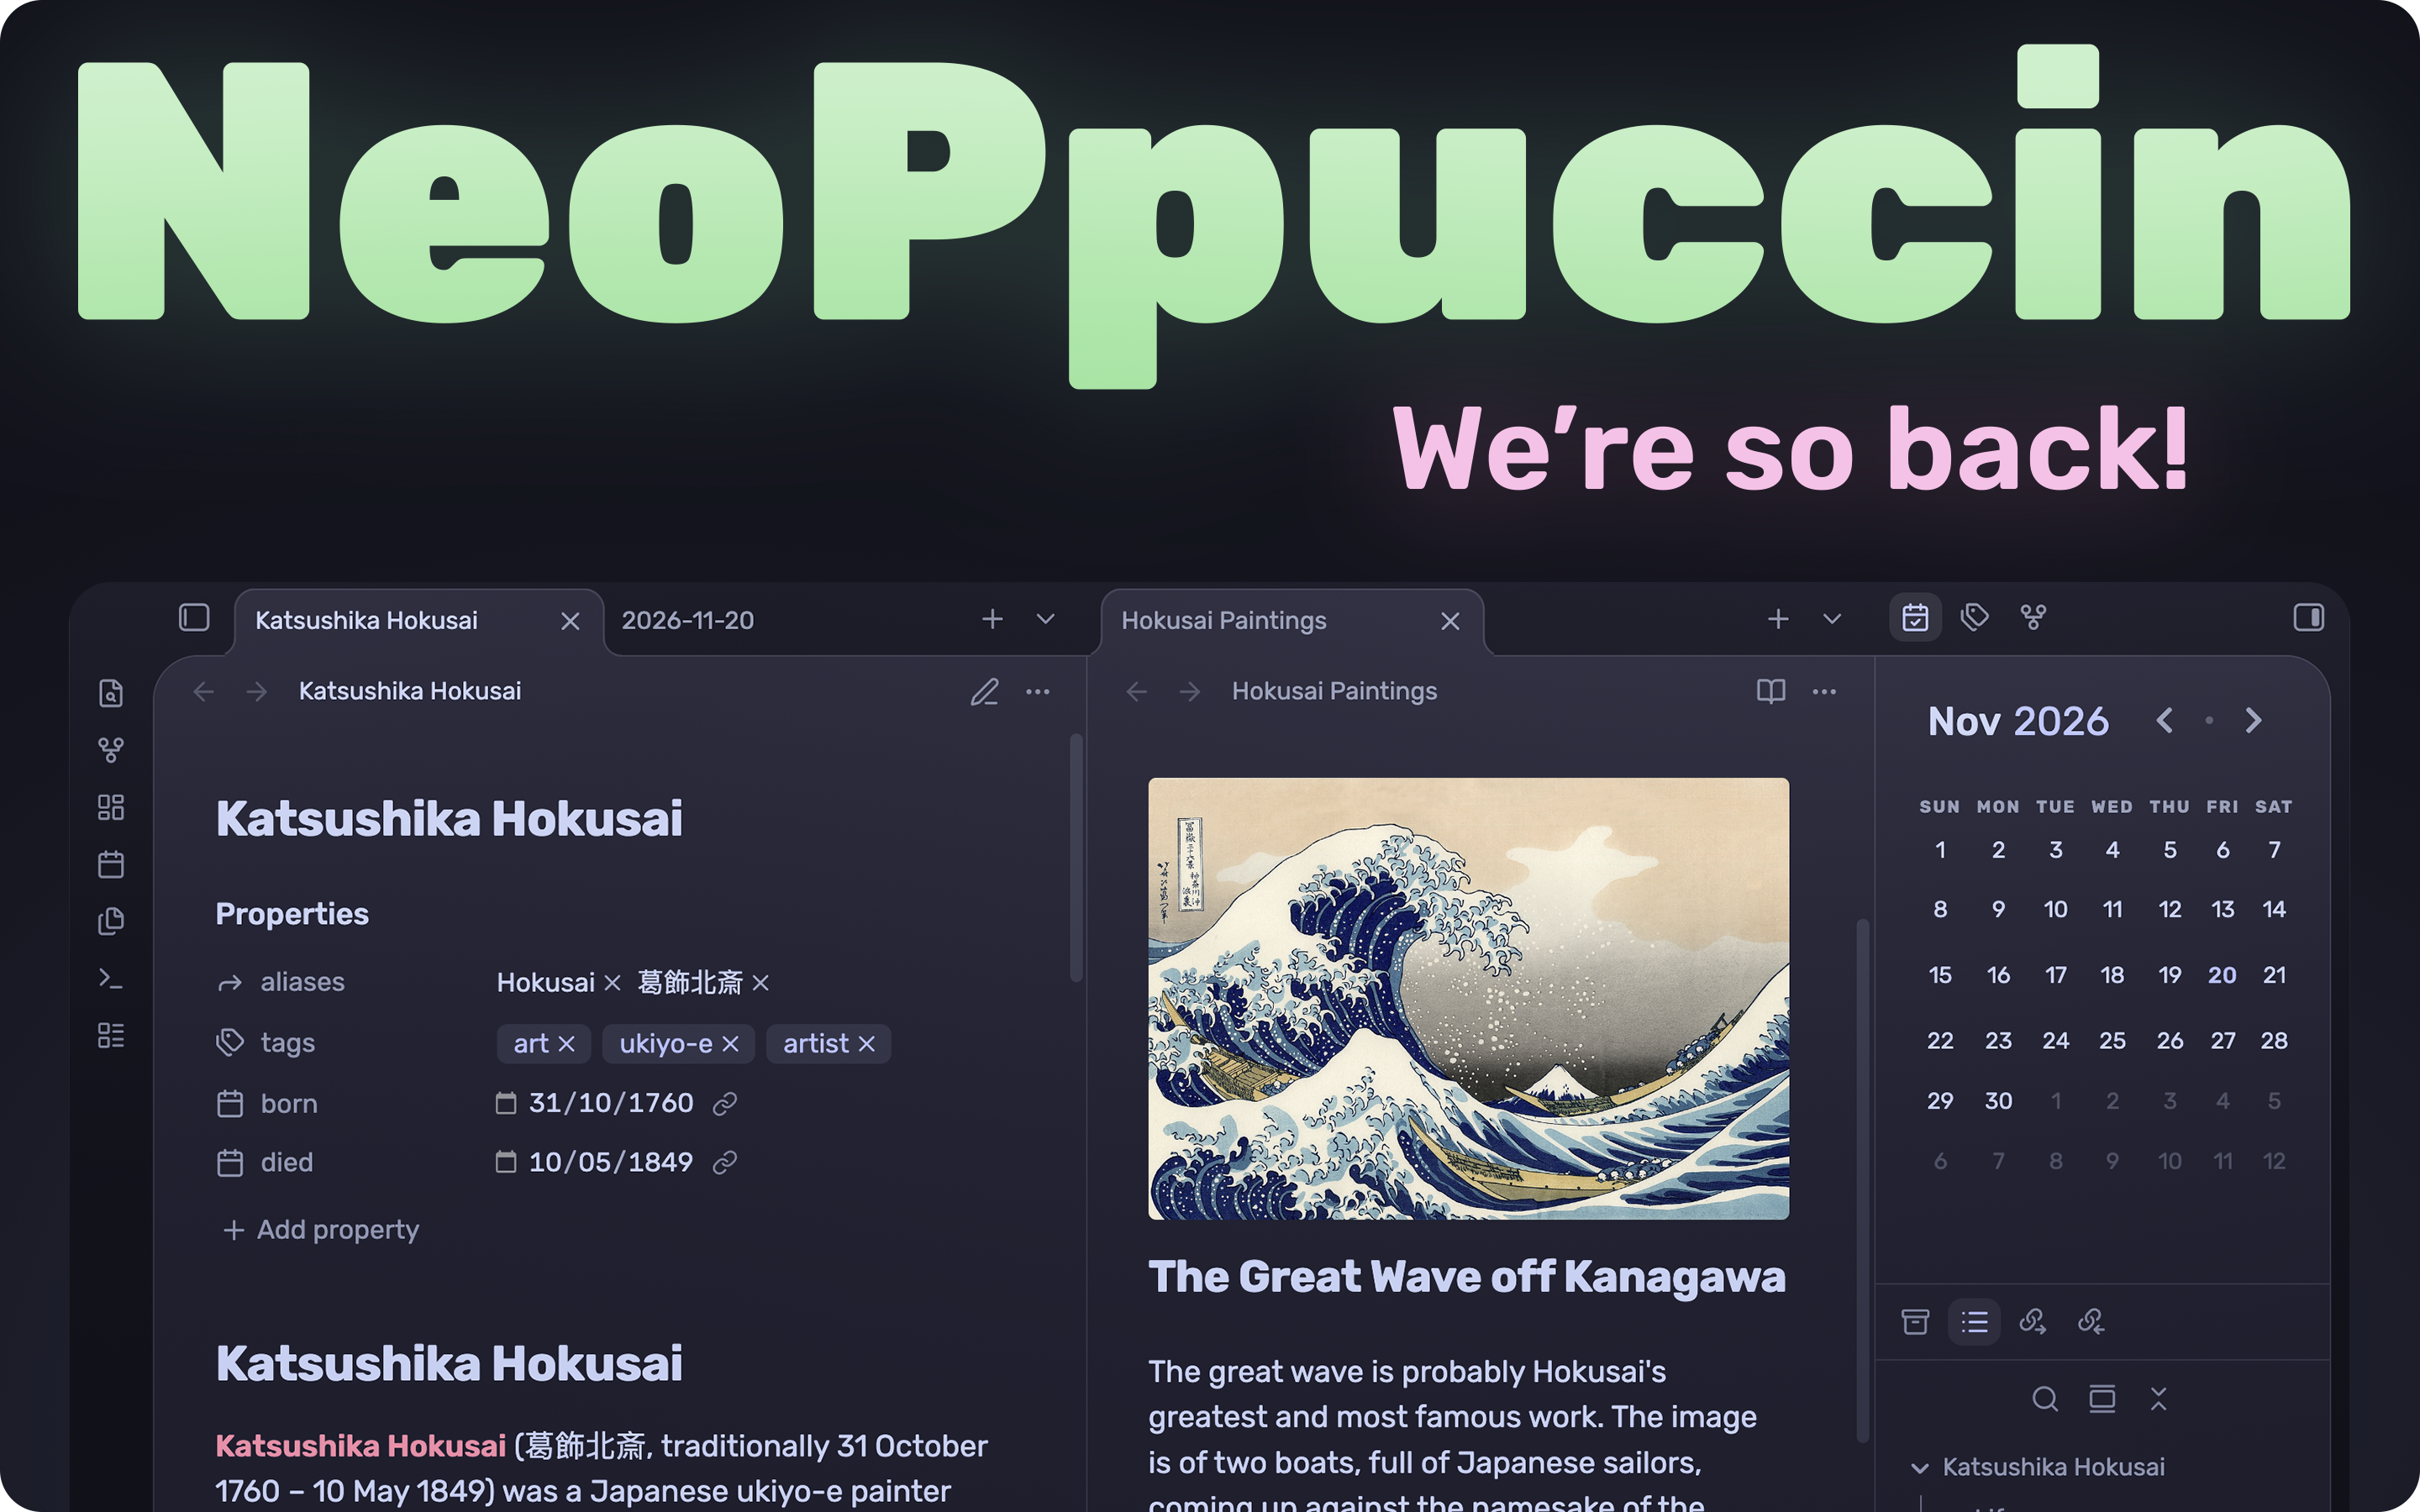 NeoPpuccin
We’re so back!
Katsushika Hokusai
2026-11-20
Hokusai Paintings
Katsushika Hokusai
Katsushika Hokusai
Properties
aliases Hokusai 葛飾北斎
tags art ukiyo-e artist
born 31/10/1760
died 10/05/1849
Add property
Katsushika Hokusai
Katsushika Hokusai (葛飾北斎, traditionally 31 October
1760 – 10 May 1849) was a Japanese ukiyo-e painter
Hokusai Paintings
The Great Wave off Kanagawa
The great wave is probably Hokusai's
greatest and most famous work. The image
is of two boats, full of Japanese sailors,
coming up against the namesake of the
Nov 2026
SUN MON TUE WED THU FRI SAT
1 2 3 4 5 6 7
8 9 10 11 12 13 14
15 16 17 18 19 20 21
22 23 24 25 26 27 28
29 30 1 2 3 4 5
6 7 8 9 10 11 12
Katsushika Hokusai